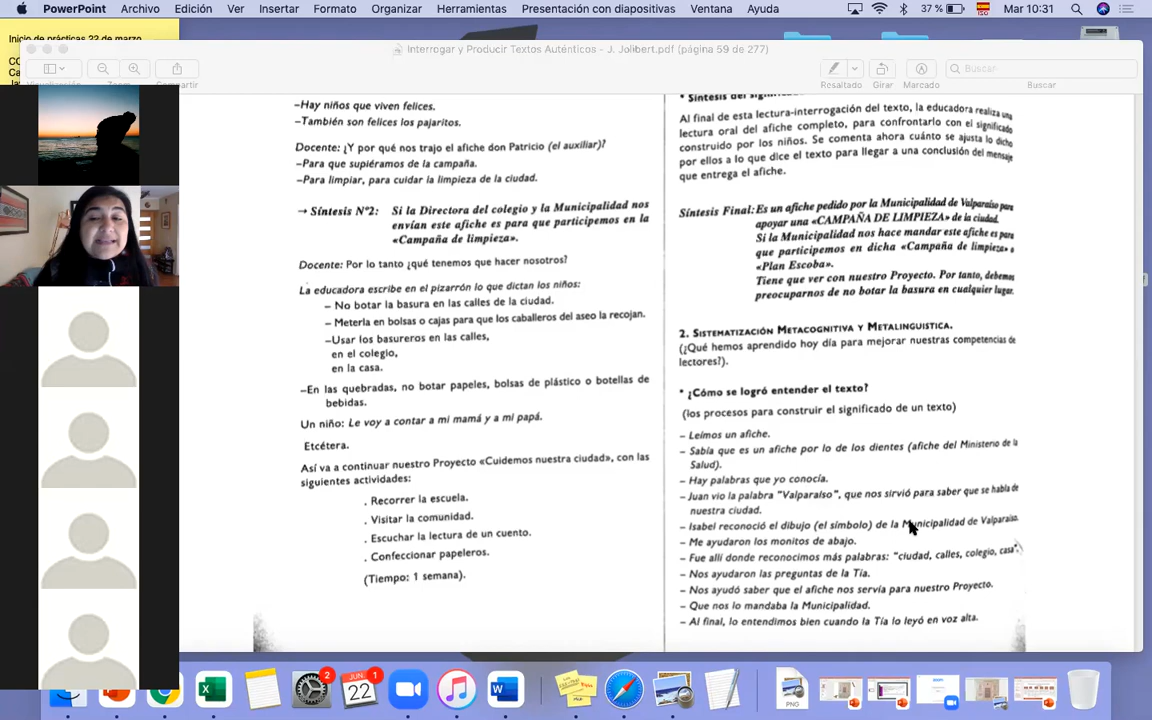 PowerPoint Archivo Edición Ver Insertar Formato Organizar Herramientas Presentación con diapositivas Ventana Ayuda 37 % Mar 10:31
Inicio de prácticas 22 de marzo
Interrogar y Producir Textos Auténticos - J. Jolibert.pdf (página 59 de 277)
Buscar
Compartir
Resaltado Girar Marcado Buscar
–Hay niños que viven felices.
–También son felices los pajaritos.
Docente: ¿Y por qué nos trajo el afiche don Patricio (el auxiliar)?
–Para que supiéramos de la campaña.
–Para limpiar, para cuidar la limpieza de la ciudad.
→ Síntesis N°2: Si la Directora del colegio y la Municipalidad nos
envían este afiche es para que participemos en la
«Campaña de limpieza».
Docente: Por lo tanto ¿qué tenemos que hacer nosotros?
La educadora escribe en el pizarrón lo que dictan los niños:
– No botar la basura en las calles de la ciudad.
– Meterla en bolsas o cajas para que los caballeros del aseo la recojan.
–Usar los basureros en las calles,
en el colegio,
en la casa.
–En las quebradas, no botar papeles, bolsas de plástico o botellas de
bebidas.
Un niño: Le voy a contar a mi mamá y a mi papá.
Etcétera.
Así va a continuar nuestro Proyecto «Cuidemos nuestra ciudad», con las
siguientes actividades:
. Recorrer la escuela.
. Visitar la comunidad.
. Escuchar la lectura de un cuento.
. Confeccionar papeleros.
(Tiempo: 1 semana).
Al final de esta lectura-interrogación del texto, la educadora realiza una
lectura oral del afiche completo, para confrontarlo con el significado
construido por los niños. Se comenta ahora cuánto se ajusta lo dicho
por ellos a lo que dice el texto para llegar a una conclusión del mensaje
que entrega el afiche.
Síntesis Final: Es un afiche pedido por la Municipalidad de Valparaíso para
apoyar una «CAMPAÑA DE LIMPIEZA» de la ciudad.
Si la Municipalidad nos hace mandar este afiche es para
que participemos en dicha «Campaña de limpieza» o
«Plan Escoba».
Tiene que ver con nuestro Proyecto. Por tanto, debemos
preocuparnos de no botar la basura en cualquier lugar.
2. SISTEMATIZACIÓN METACOGNITIVA Y METALINGUISTICA.
(¿Qué hemos aprendido hoy día para mejorar nuestras competencias de
lectores?).
* ¿Cómo se logró entender el texto?
(los procesos para construir el significado de un texto)
– Leímos un afiche.
– Sabía que es un afiche por lo de los dientes (afiche del Ministerio de la
Salud).
– Hay palabras que yo conocía.
– Juan vio la palabra "Valparaíso", que nos sirvió para saber que se habla de
nuestra ciudad.
– Isabel reconoció el dibujo (el símbolo) de la Municipalidad de Valparaíso.
– Me ayudaron los monitos de abajo.
– Fue allí donde reconocimos más palabras: "ciudad, calles, colegio, casa"
– Nos ayudaron las preguntas de la Tía.
– Nos ayudó saber que el afiche nos servía para nuestro Proyecto.
– Que nos lo mandaba la Municipalidad.
– Al final, lo entendimos bien cuando la Tía lo leyó en voz alta.
2 JUN. 1
22
PNG